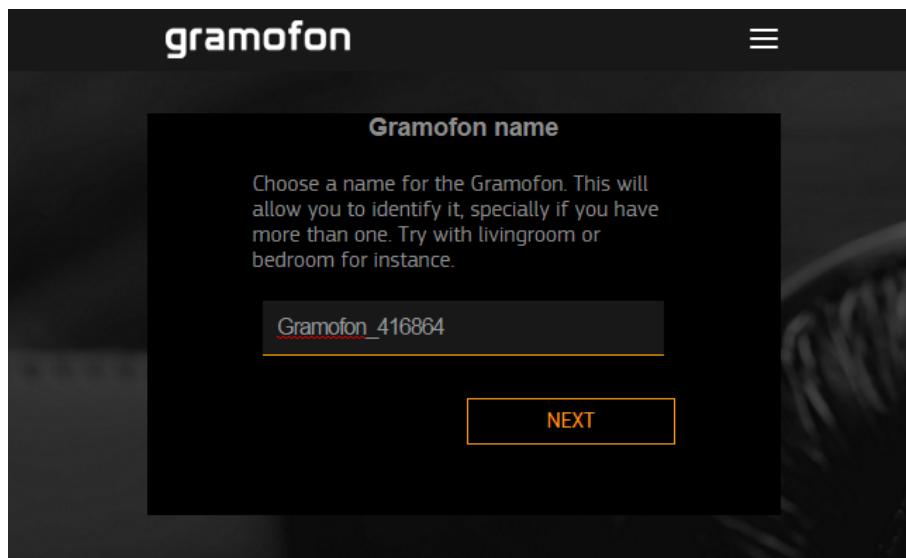 gramofon
Gramofon name
Choose a name for the Gramofon. This will
allow you to identify it, specially if you have
more than one. Try with livingroom or
bedroom for instance.
Gramofon_416864
NEXT